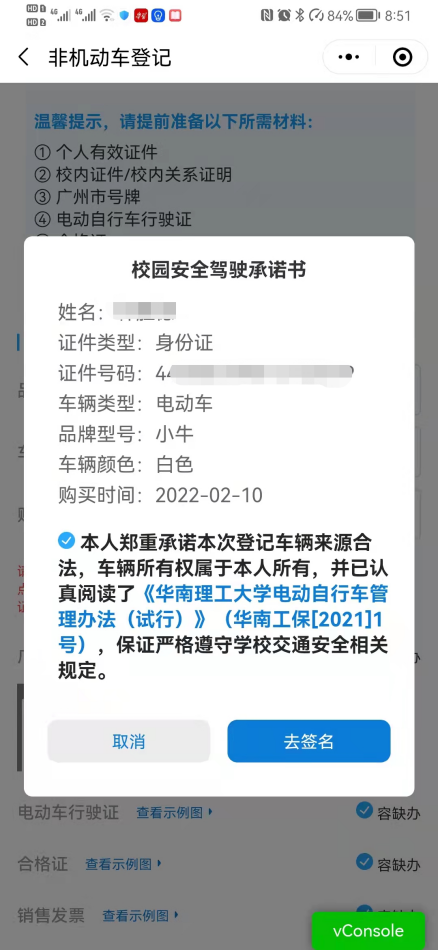 HD 1 4G 4G 84% 8:51
HD 2
非机动车登记
温馨提示，请提前准备以下所需材料：
① 个人有效证件
② 校内证件/校内关系证明
③ 广州市号牌
④ 电动自行车行驶证
校园安全驾驶承诺书
姓名：
证件类型：身份证
证件号码：44
车辆类型：电动车
品牌型号：小牛
车辆颜色：白色
购买时间：2022-02-10
本人郑重承诺本次登记车辆来源合
法，车辆所有权属于本人所有，并已认
真阅读了《华南理工大学电动自行车管
理办法（试行）》（华南工保[2021]1
号），保证严格遵守学校交通安全相关
规定。
取消
去签名
电动车行驶证 查看示例图 容缺办
合格证 查看示例图 容缺办
销售发票 查看示例图
vConsole